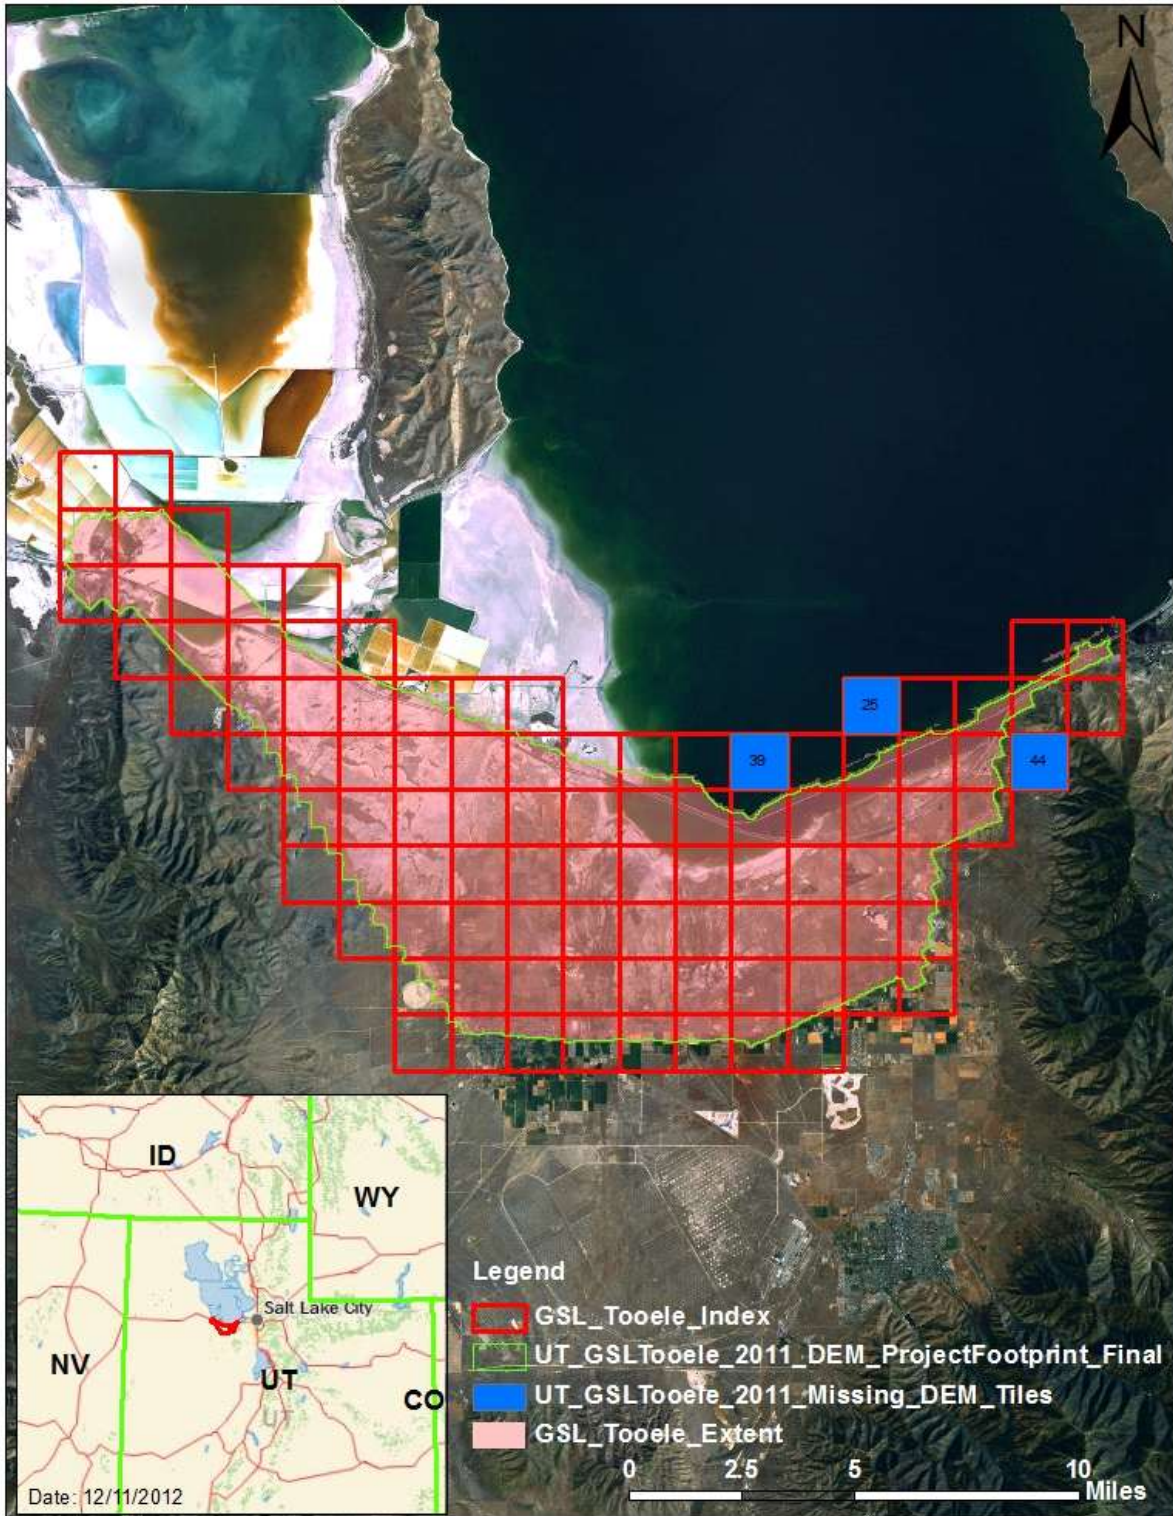 N
25
39
44
ID
WY
Salt Lake City
NV
UT
UT
CO
Date: 12/11/2012
Legend
GSL_Tooele_Index
UT_GSLTooele_2011_DEM_ProjectFootprint_Final
UT_GSLTooele_2011_Missing_DEM_Tiles
GSL_Tooele_Extent
0 2.5 5 10
Miles